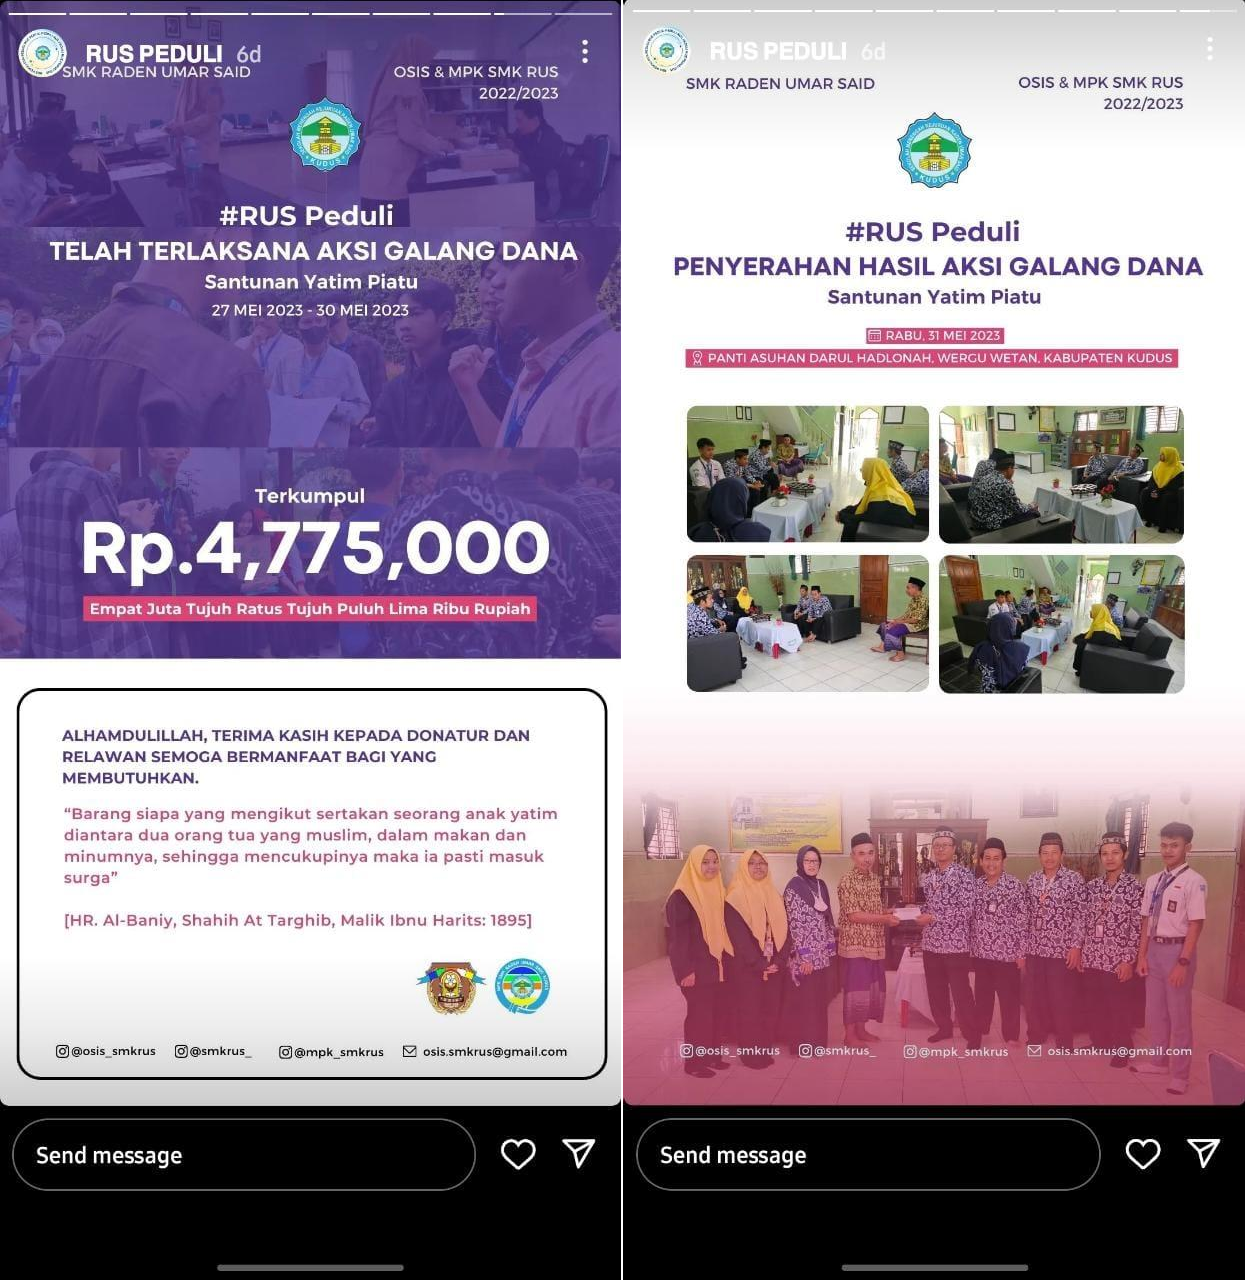 RUS PEDULI 6d
SMK RADEN UMAR SAID
OSIS & MPK SMK RUS
2022/2023
KUDUS
#RUS Peduli
TELAH TERLAKSANA AKSI GALANG DANA
Santunan Yatim Piatu
27 MEI 2023 - 30 MEI 2023
Terkumpul
Rp.4,775,000
Empat Juta Tujuh Ratus Tujuh Puluh Lima Ribu Rupiah
ALHAMDULILLAH, TERIMA KASIH KEPADA DONATUR DAN
RELAWAN SEMOGA BERMANFAAT BAGI YANG
MEMBUTUHKAN.
“Barang siapa yang mengikut sertakan seorang anak yatim
diantara dua orang tua yang muslim, dalam makan dan
minumnya, sehingga mencukupinya maka ia pasti masuk
surga”
[HR. Al-Baniy, Shahih At Targhib, Malik Ibnu Harits: 1895]
@osis_smkrus @smkrus_ @mpk_smkrus osis.smkrus@gmail.com
Send message
RUS PEDULI 6d
SMK RADEN UMAR SAID
OSIS & MPK SMK RUS
2022/2023
KUDUS
#RUS Peduli
PENYERAHAN HASIL AKSI GALANG DANA
Santunan Yatim Piatu
RABU, 31 MEI 2023
PANTI ASUHAN DARUL HADLONAH, WERGU WETAN, KABUPATEN KUDUS
@osis_smkrus @smkrus_ @mpk_smkrus osis.smkrus@gmail.com
Send message